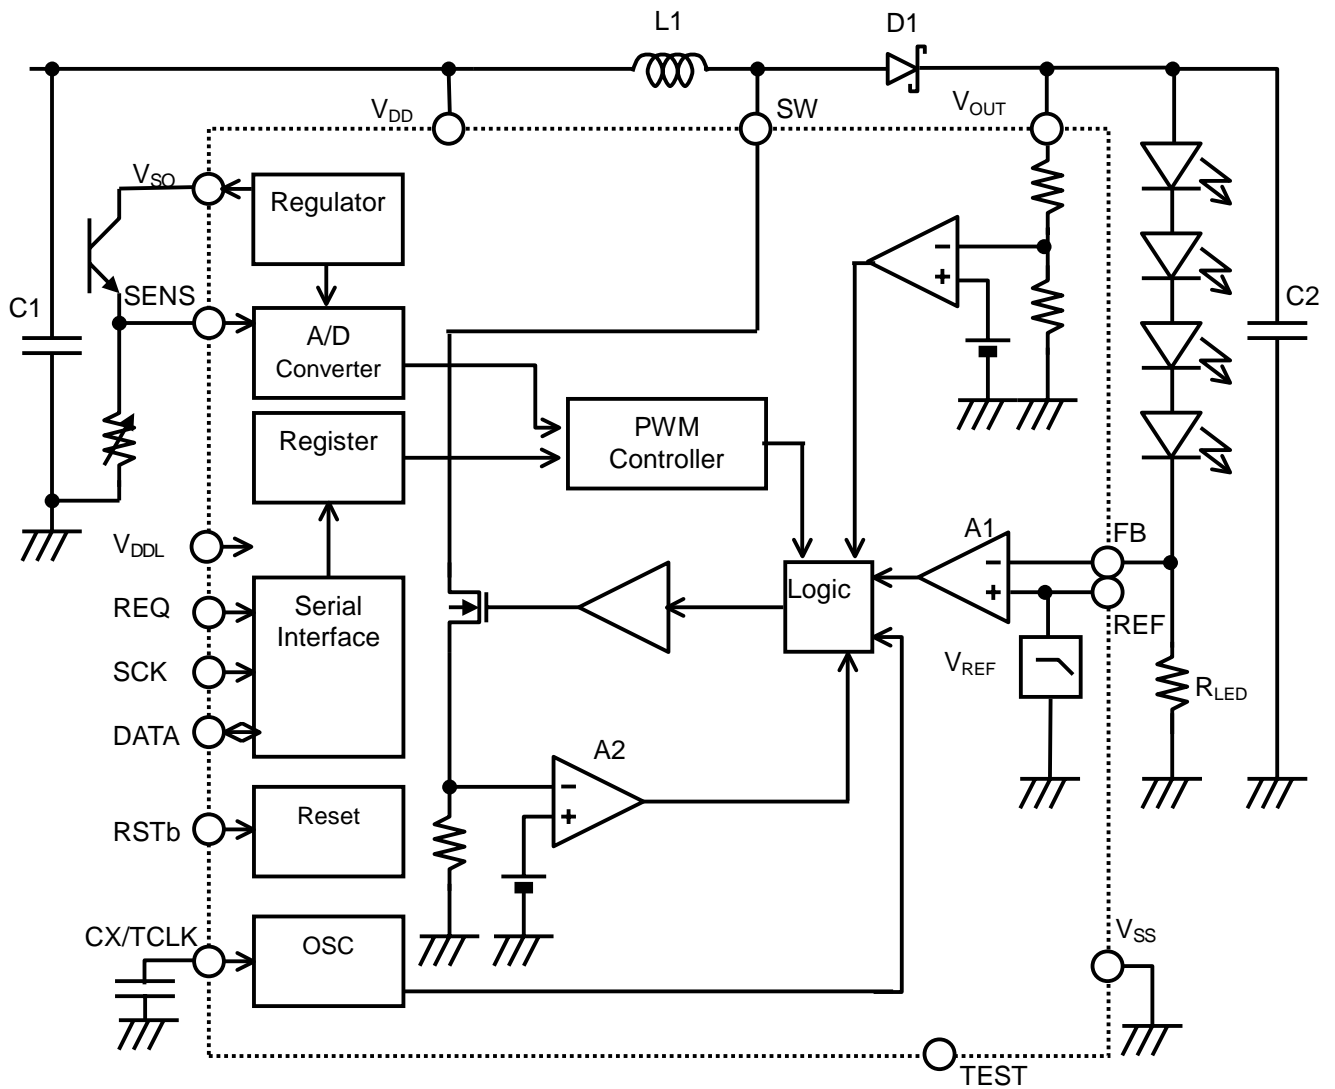 L1
D1
VDD
SW
VOUT
VSO
Regulator
SENS
C1
A/D
Converter
C2
Register
PWM
Controller
VDDL
A1
FB
REQ
Serial
Interface
Logic
REF
SCK
VREF
RLED
DATA
A2
RSTb
Reset
CX/TCLK
OSC
VSS
TEST